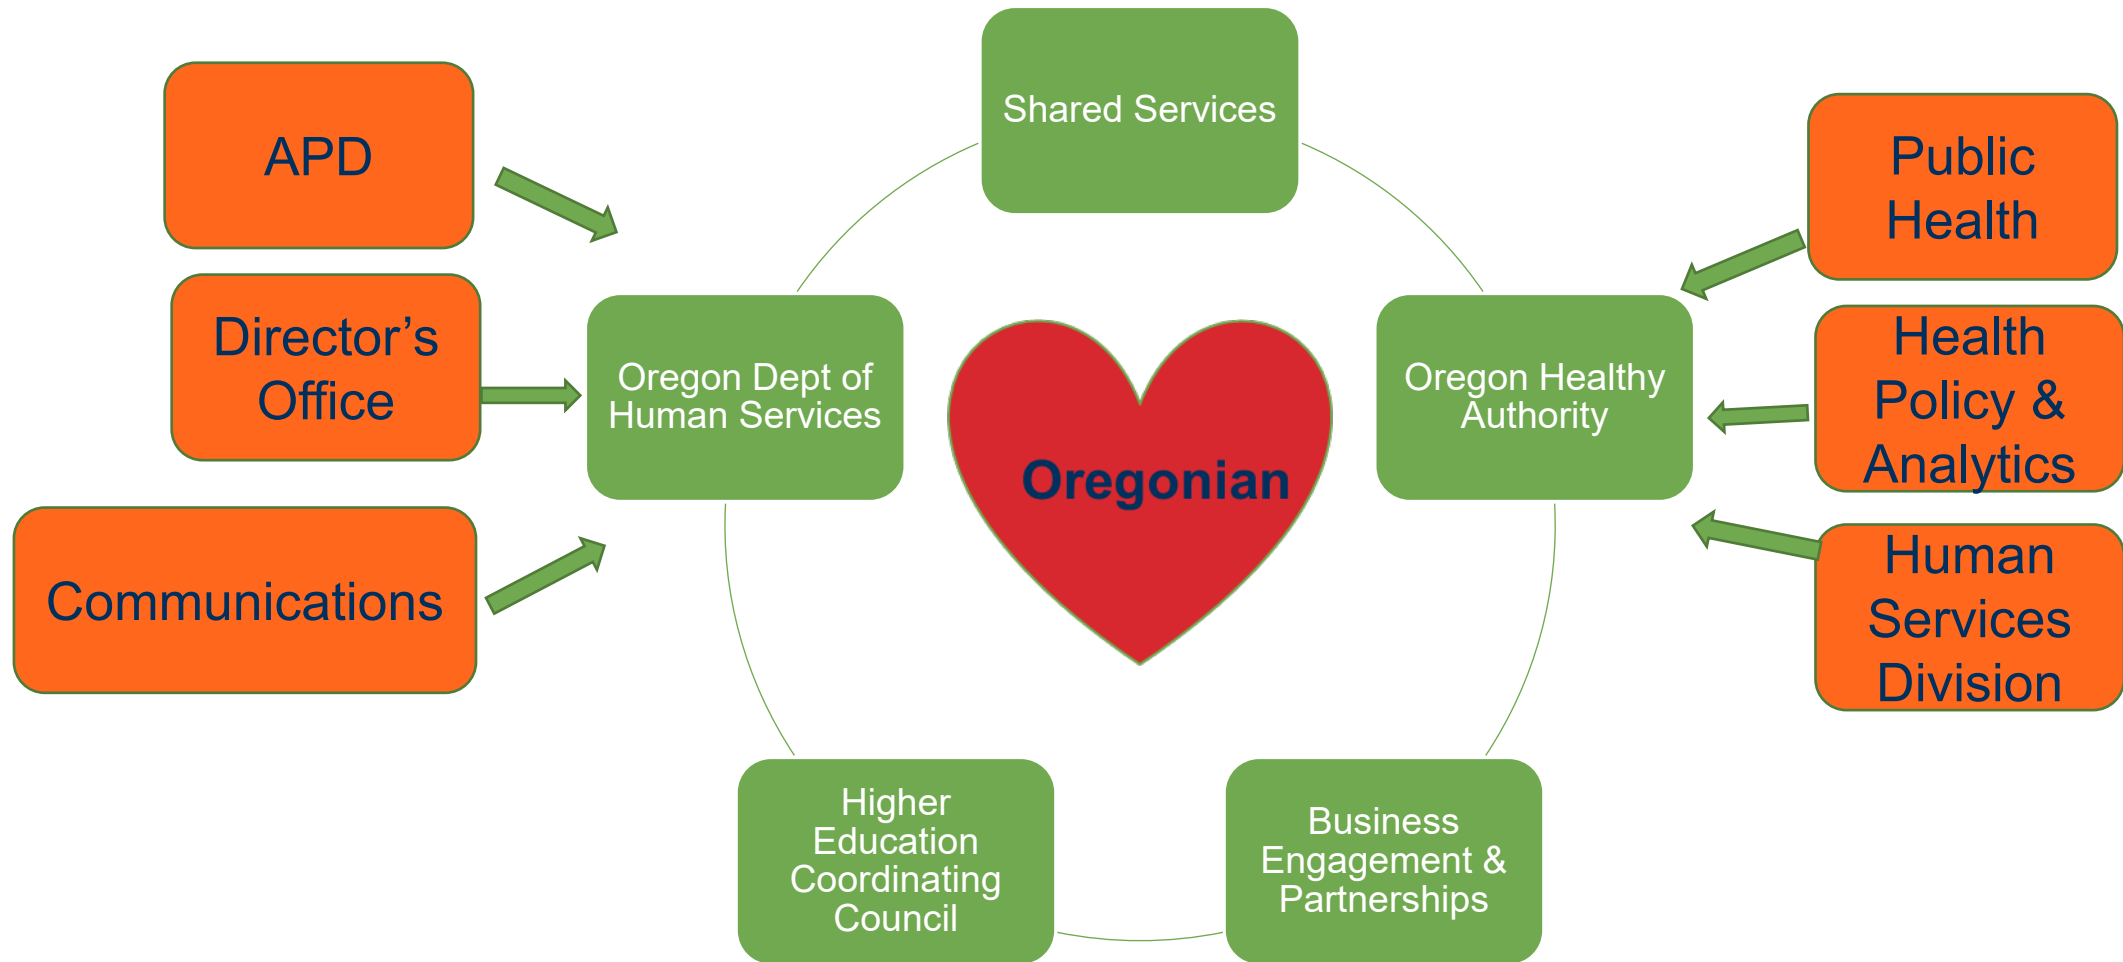 Shared Services
APD
Director’s
Office
Communications
Oregon Dept of
Human Services
Oregonian
Oregon Healthy
Authority
Public
Health
Health
Policy &
Analytics
Human
Services
Division
Higher
Education
Coordinating
Council
Business
Engagement &
Partnerships